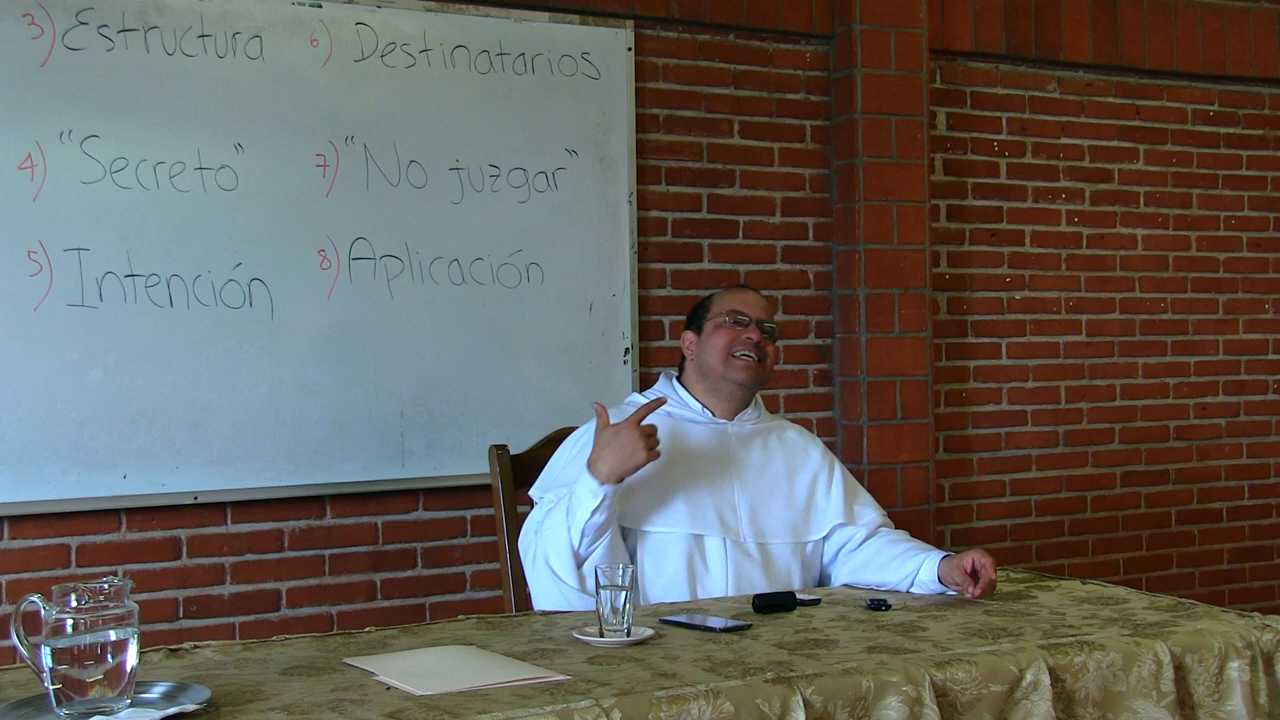 3) Estructura
4) "Secreto"
5) Intención
6) Destinatarios
7) "No juzgar"
8) Aplicación